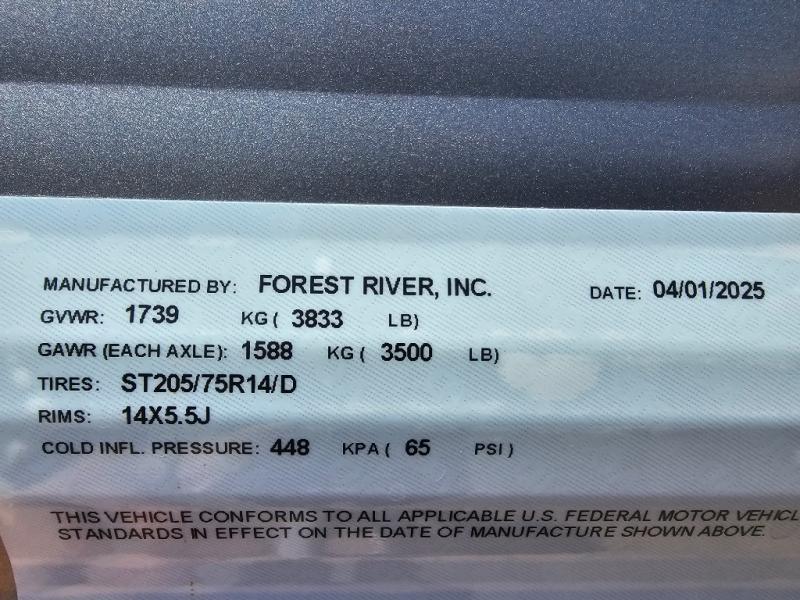 MANUFACTURED BY: FOREST RIVER, INC. DATE: 04/01/2025
GVWR: 1739 KG ( 3833 LB)
GAWR (EACH AXLE): 1588 KG ( 3500 LB)
TIRES: ST205/75R14/D
RIMS: 14X5.5J
COLD INFL. PRESSURE: 448 KPA ( 65 PSI )
THIS VEHICLE CONFORMS TO ALL APPLICABLE U.S. FEDERAL MOTOR VEHICL
STANDARDS IN EFFECT ON THE DATE OF MANUFACTURE SHOWN ABOVE.